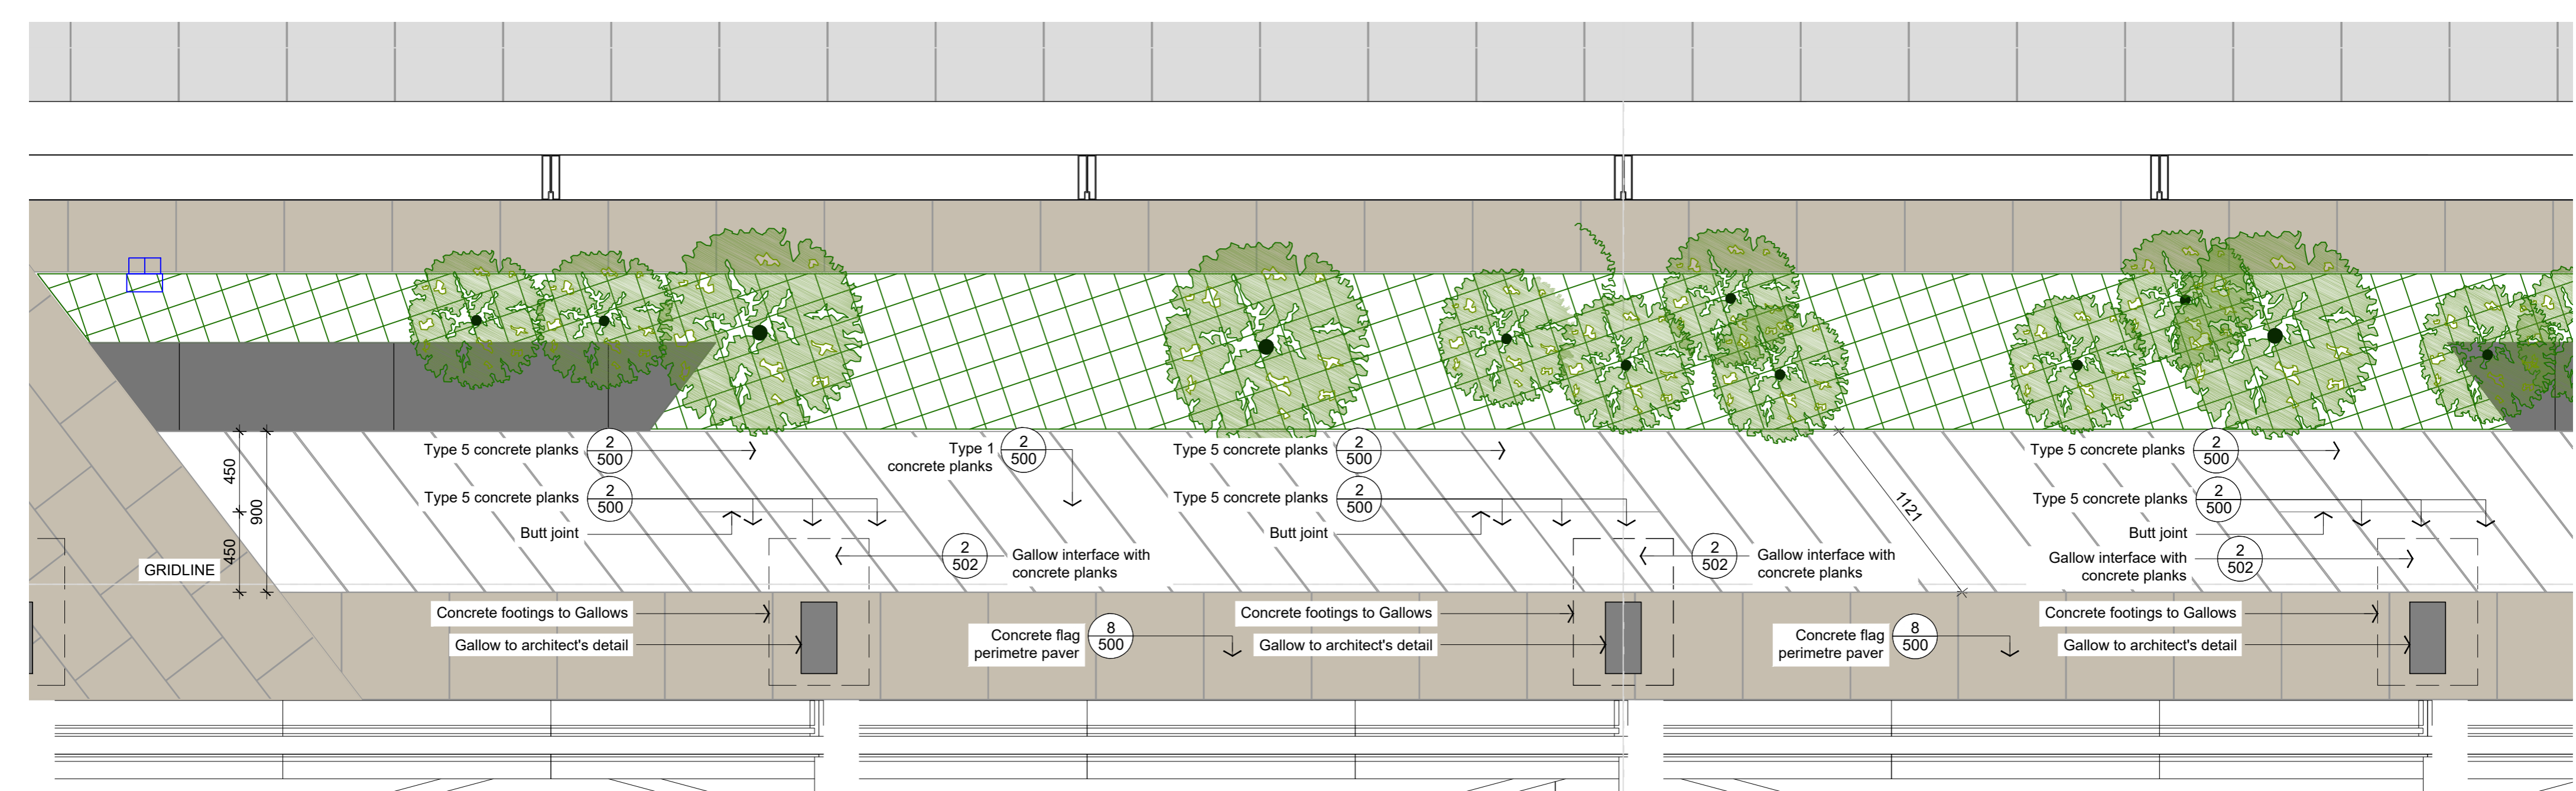 Type 5 concrete planks
2
500
Type 1
concrete planks
2
500
Type 5 concrete planks
2
500
Type 5 concrete planks
2
500
450
900
450
Type 5 concrete planks
2
500
Type 5 concrete planks
2
500
1121
Type 5 concrete planks
2
500
Butt joint
Butt joint
Butt joint
GRIDLINE
2
502
Gallow interface with
concrete planks
2
502
Gallow interface with
concrete planks
Gallow interface with
concrete planks
2
502
Concrete footings to Gallows
Concrete footings to Gallows
Concrete footings to Gallows
Gallow to architect's detail
Concrete flag
perimetre paver
8
500
Gallow to architect's detail
Concrete flag
perimetre paver
8
500
Gallow to architect's detail